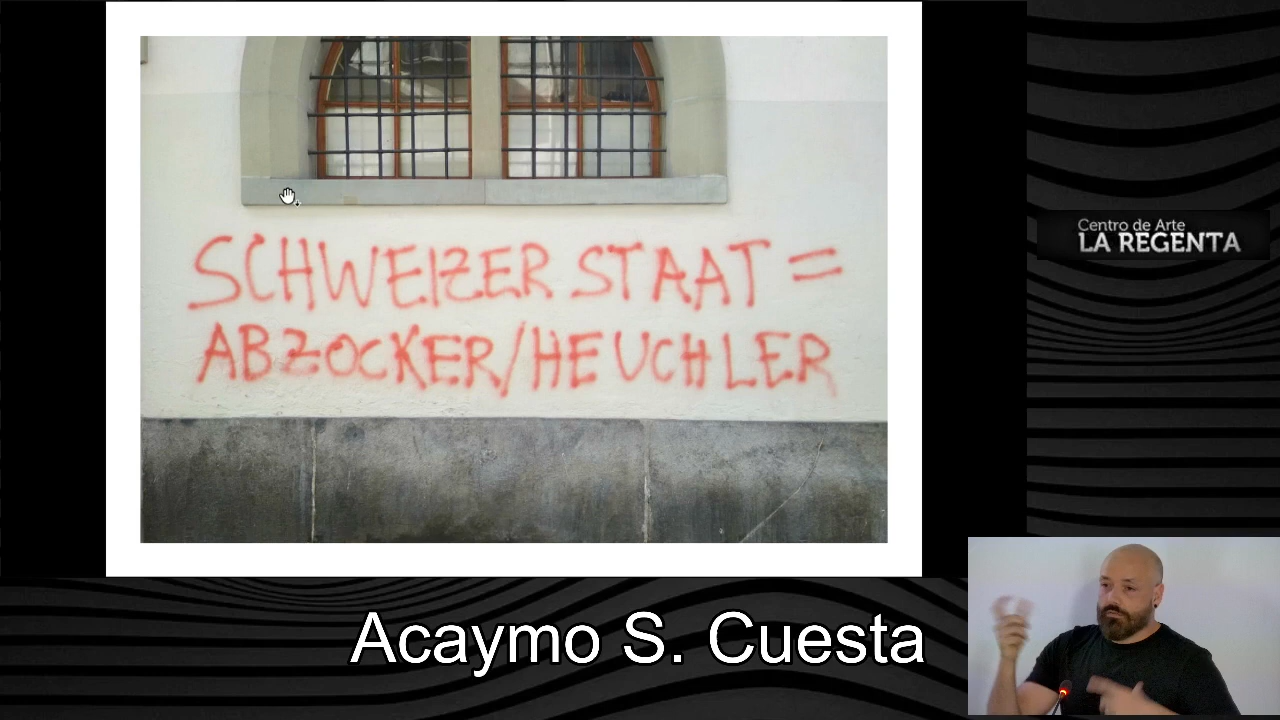 SCHWEIZER STAAT =
ABZOCKER/HEUCHLER
Centro de Arte
LA REGENTA
Acaymo S. Cuesta